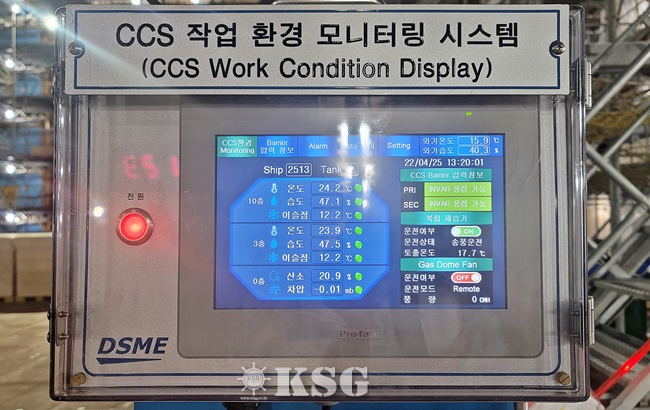 CCS 작업 환경 모니터링 시스템
(CCS Work Condition Display)
CCS환경 Monitoring
Barrier 압력 정보
Alarm
Setting
외기온도 15.9 ℃
외기습도 40.3 %
Ship 2513 Tank
22/04/25 13:20:01
10층
온도 24.2 ℃
습도 47.1 %
이슬점 12.2 ℃
3층
온도 23.9 ℃
습도 47.5 %
이슬점 12.2 ℃
0층
산소 20.9 %
차압 -0.01 mb
CCS Barrier 압력정보
PRI INVAR 용접 가능
SEC INVAR 용접 가능
복합 제습기
운전여부 ON
운전상태 송풍운전
토출온도 17.7 ℃
Gas Dome Fan
운전여부 OFF
운전모드 Remote
풍 량 0 CMH
전원
Pro-face
DSME
KSG
www.ksg.co.kr